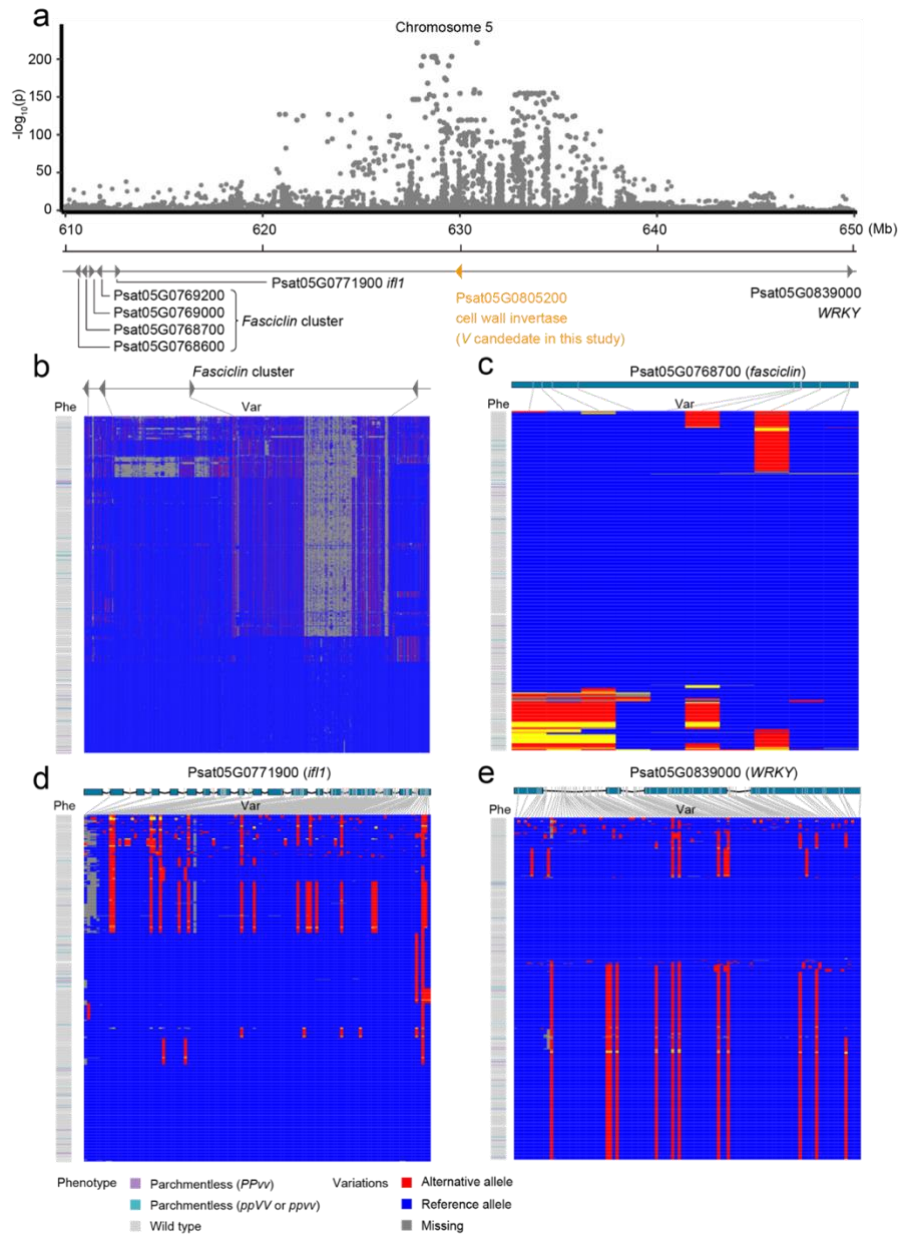 a
Chromosome 5
-log10(p)
200
150
100
50
0
610 620 630 640 650 (Mb)
Psat05G0771900 ifl1
Psat05G0769200
Psat05G0769000
Psat05G0768700
Psat05G0768600
Fasciclin cluster
Psat05G0805200
cell wall invertase
(V candedate in this study)
Psat05G0839000
WRKY
b
Fasciclin cluster
Phe Var
c
Psat05G0768700 (fasciclin)
Phe Var
d
Psat05G0771900 (ifl1)
Phe Var
e
Psat05G0839000 (WRKY)
Phe Var
Phenotype
Parchmentless (PPvv)
Parchmentless (ppVV or ppvv)
Wild type
Variations
Alternative allele
Reference allele
Missing